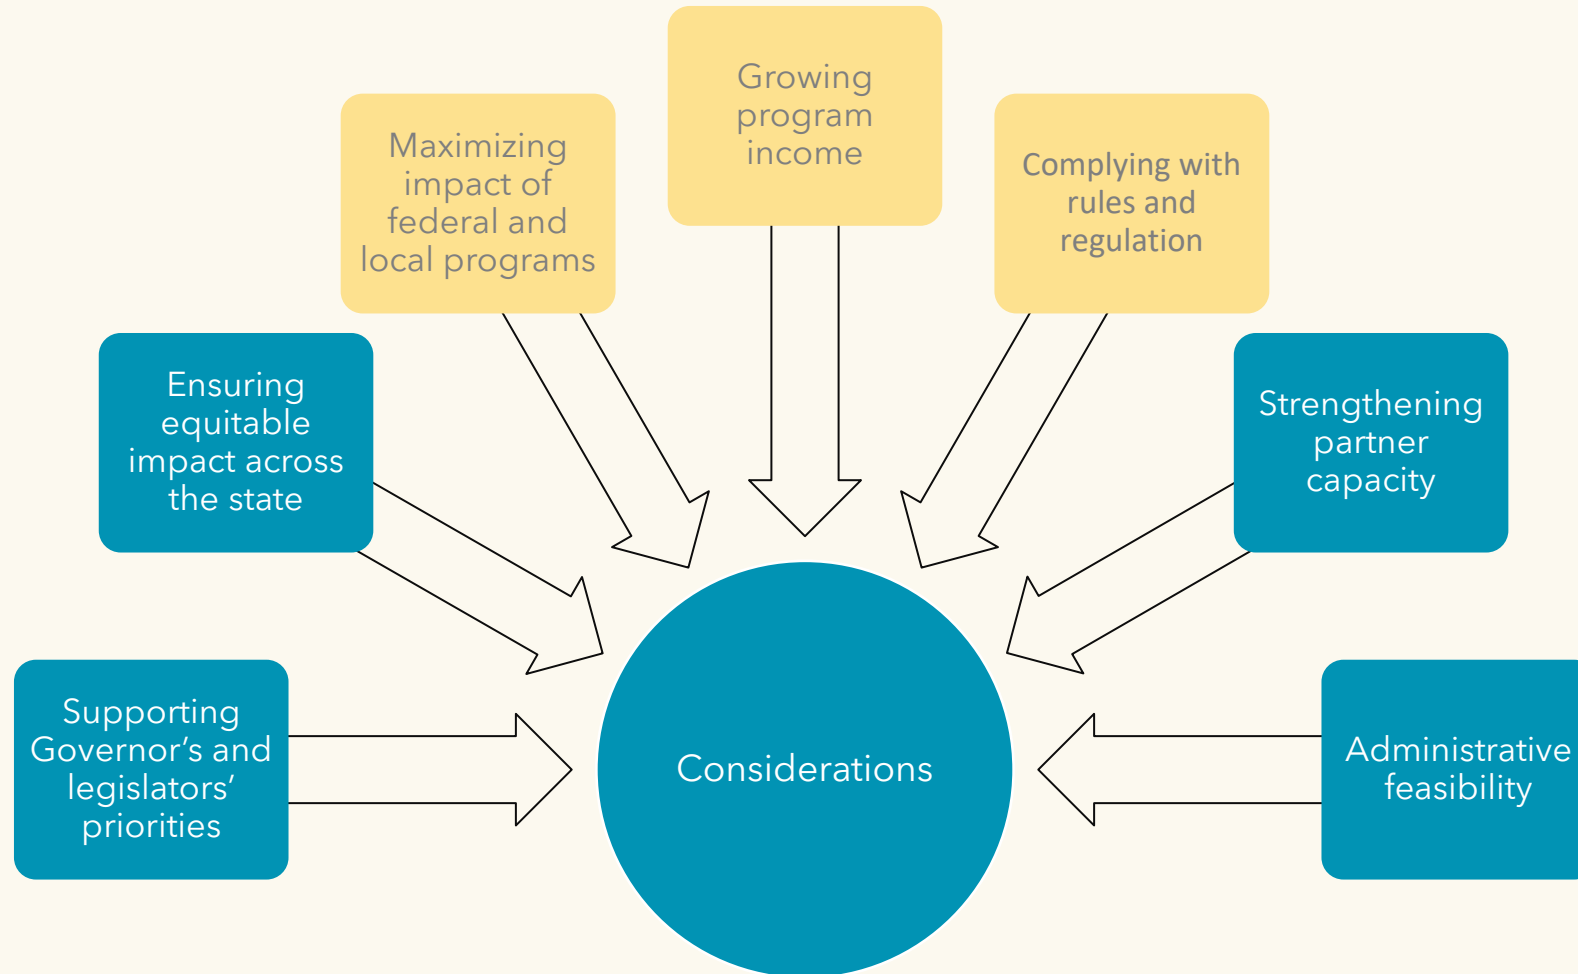 Growing
program
income
Maximizing
impact of
federal and
local programs
Complying with
rules and
regulation
Ensuring
equitable
impact across
the state
Strengthening
partner
capacity
Supporting
Governor’s and
legislators’
priorities
Considerations
Administrative
feasibility